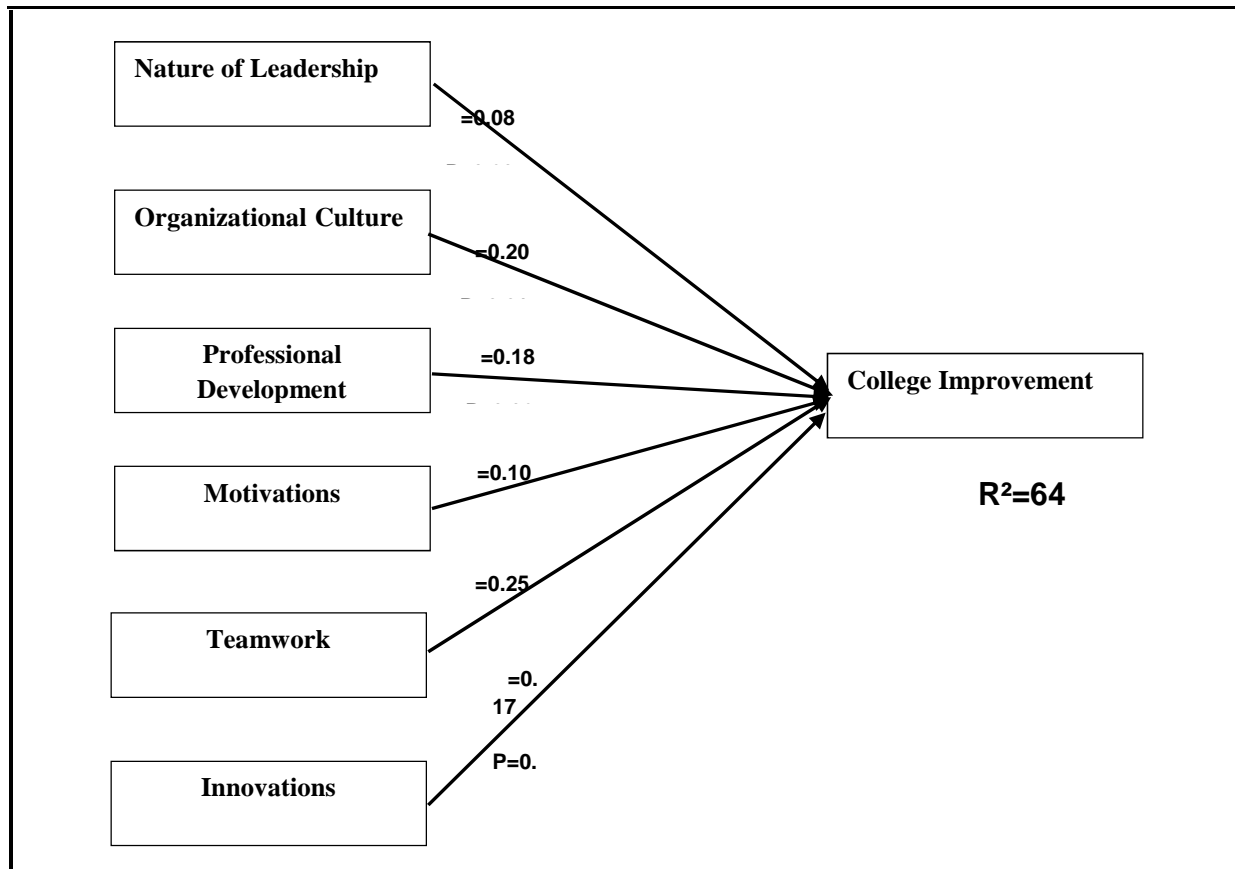 Nature of Leadership
=0.08
Organizational Culture
=0.20
Professional
Development
=0.18
College Improvement
Motivations
=0.10
R²=64
Teamwork
=0.25
=0.
17
P=0.
Innovations